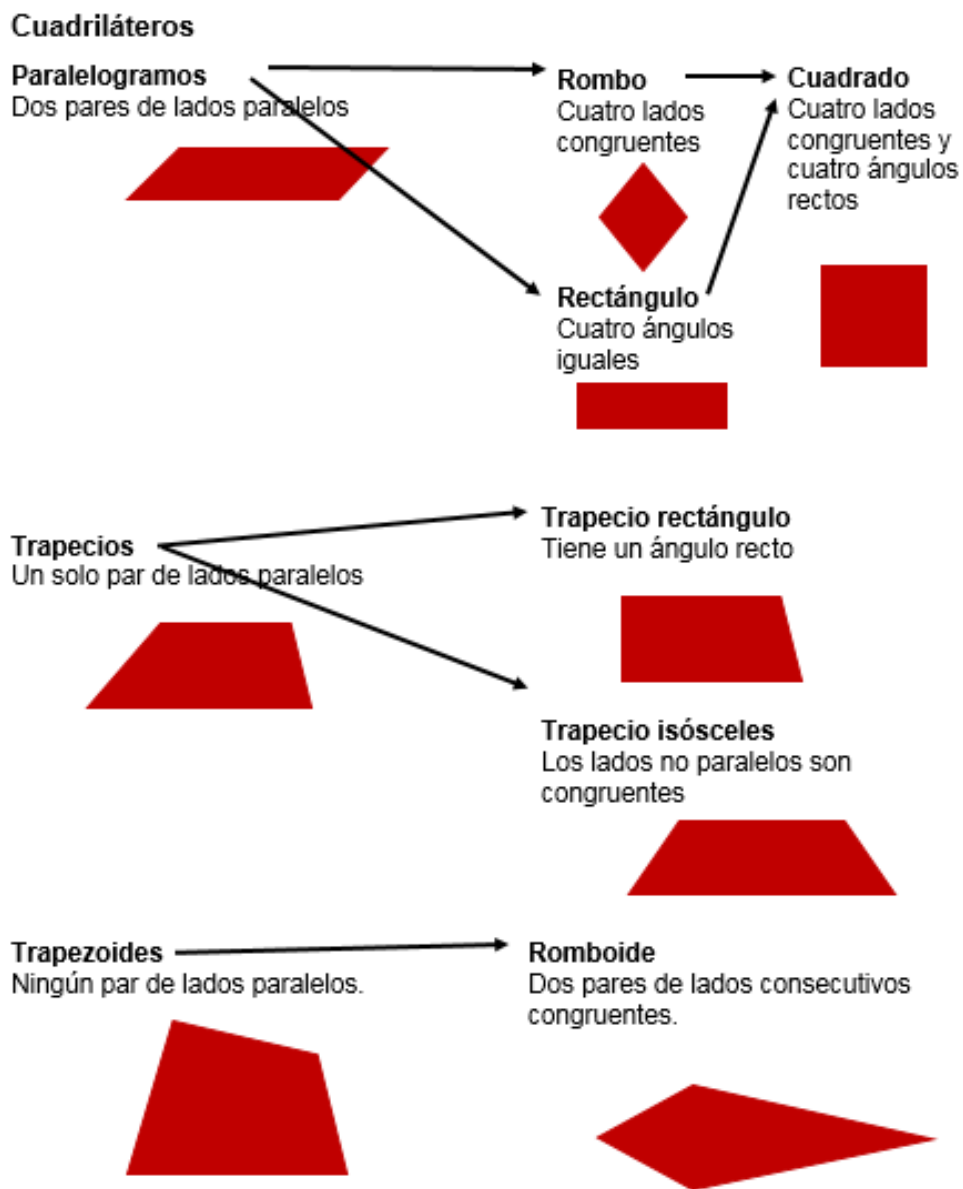 Cuadriláteros
Paralelogramos
Dos pares de lados paralelos
Rombo
Cuatro lados
congruentes
Cuadrado
Cuatro lados
congruentes y
cuatro ángulos
rectos
Rectángulo
Cuatro ángulos
iguales
Trapecios
Un solo par de lados paralelos
Trapecio rectángulo
Tiene un ángulo recto
Trapecio isósceles
Los lados no paralelos son
congruentes
Trapezoides
Ningún par de lados paralelos.
Romboide
Dos pares de lados consecutivos
congruentes.